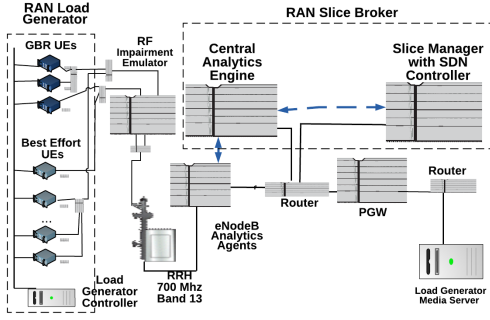 RAN Load
Generator
GBR UEs
Best Effort
UEs
...
...
Load
Generator
Controller
RF
Impairment
Emulator
RRH
700 Mhz
Band 13
RAN Slice Broker
Central
Analytics
Engine
Slice Manager
with SDN
Controller
eNodeB
Analytics
Agents
Router
PGW
Router
Load Generator
Media Server